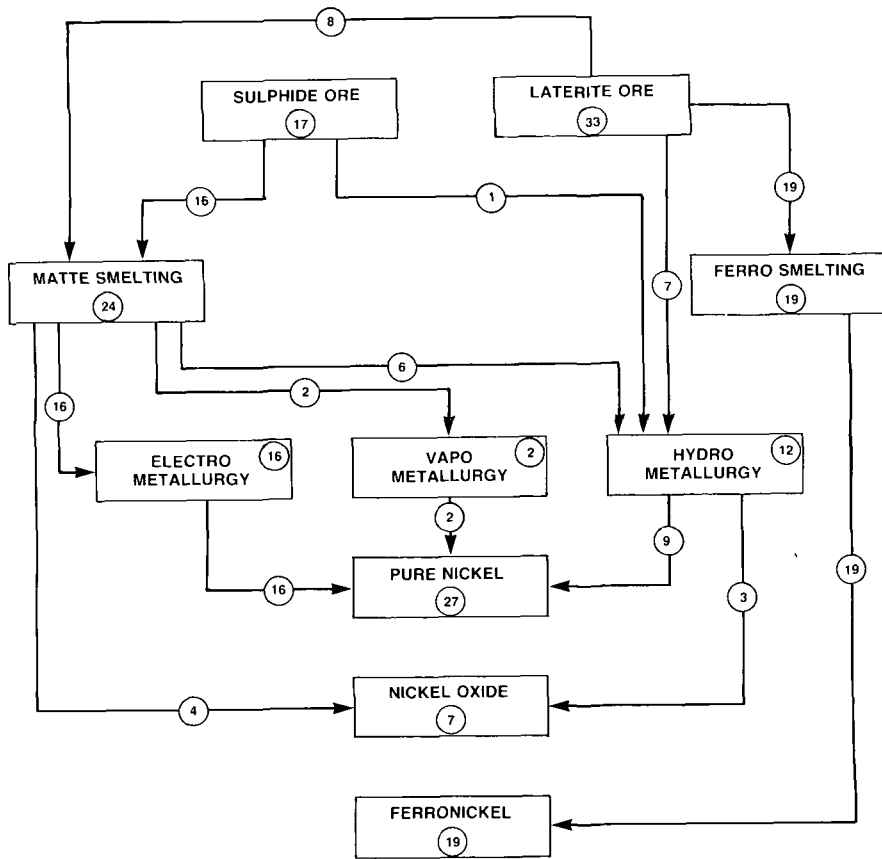 8
SULPHIDE ORE
17
LATERITE ORE
33
16
1
19
MATTE SMELTING
24
7
FERRO SMELTING
19
6
2
16
ELECTRO
METALLURGY
16
VAPO
METALLURGY
2
HYDRO
METALLURGY
12
2
9
16
PURE NICKEL
27
3
19
4
NICKEL OXIDE
7
FERRONICKEL
19